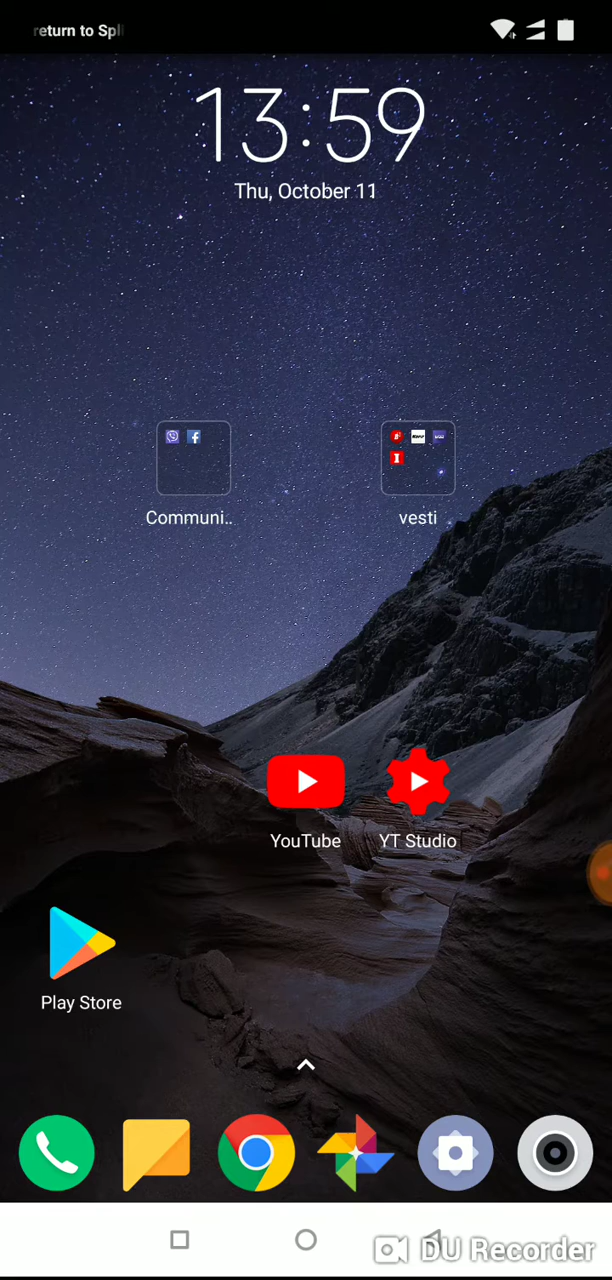 return to Spl
13:59
Thu, October 11
Communi..
vesti
YouTube
YT Studio
Play Store
DU Recorder